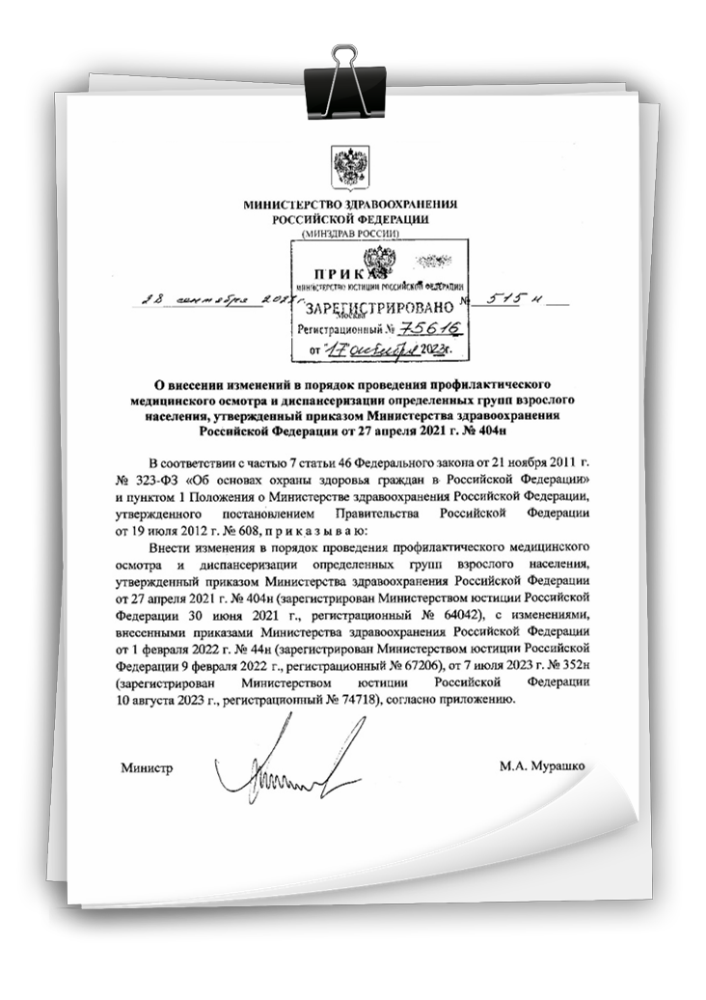 МИНИСТЕРСТВО ЗДРАВООХРАНЕНИЯ
РОССИЙСКОЙ ФЕДЕРАЦИИ
(МИНЗДРАВ РОССИИ)
ПРИКАЗ
МИНИСТЕРСТВО ЮСТИЦИИ РОССИЙСКОЙ ФЕДЕРАЦИИ
28 сентября 2023 г. № 515н
ЗАРЕГИСТРИРОВАНО
Москва
Регистрационный № 75616
от "17" октября 2023г.
О внесении изменений в порядок проведения профилактического
медицинского осмотра и диспансеризации определенных групп взрослого
населения, утвержденный приказом Министерства здравоохранения
Российской Федерации от 27 апреля 2021 г. № 404н
В соответствии с частью 7 статьи 46 Федерального закона от 21 ноября 2011 г.
№ 323-ФЗ «Об основах охраны здоровья граждан в Российской Федерации»
и пунктом 1 Положения о Министерстве здравоохранения Российской Федерации,
утвержденного постановлением Правительства Российской Федерации
от 19 июля 2012 г. № 608, п р и к а з ы в а ю:
Внести изменения в порядок проведения профилактического медицинского
осмотра и диспансеризации определенных групп взрослого населения,
утвержденный приказом Министерства здравоохранения Российской Федерации
от 27 апреля 2021 г. № 404н (зарегистрирован Министерством юстиции Российской
Федерации 30 июня 2021 г., регистрационный № 64042), с изменениями,
внесенными приказами Министерства здравоохранения Российской Федерации
от 1 февраля 2022 г. № 44н (зарегистрирован Министерством юстиции Российской
Федерации 9 февраля 2022 г., регистрационный № 67206), от 7 июля 2023 г. № 352н
(зарегистрирован Министерством юстиции Российской Федерации
10 августа 2023 г., регистрационный № 74718), согласно приложению.
Министр М.А. Мурашко